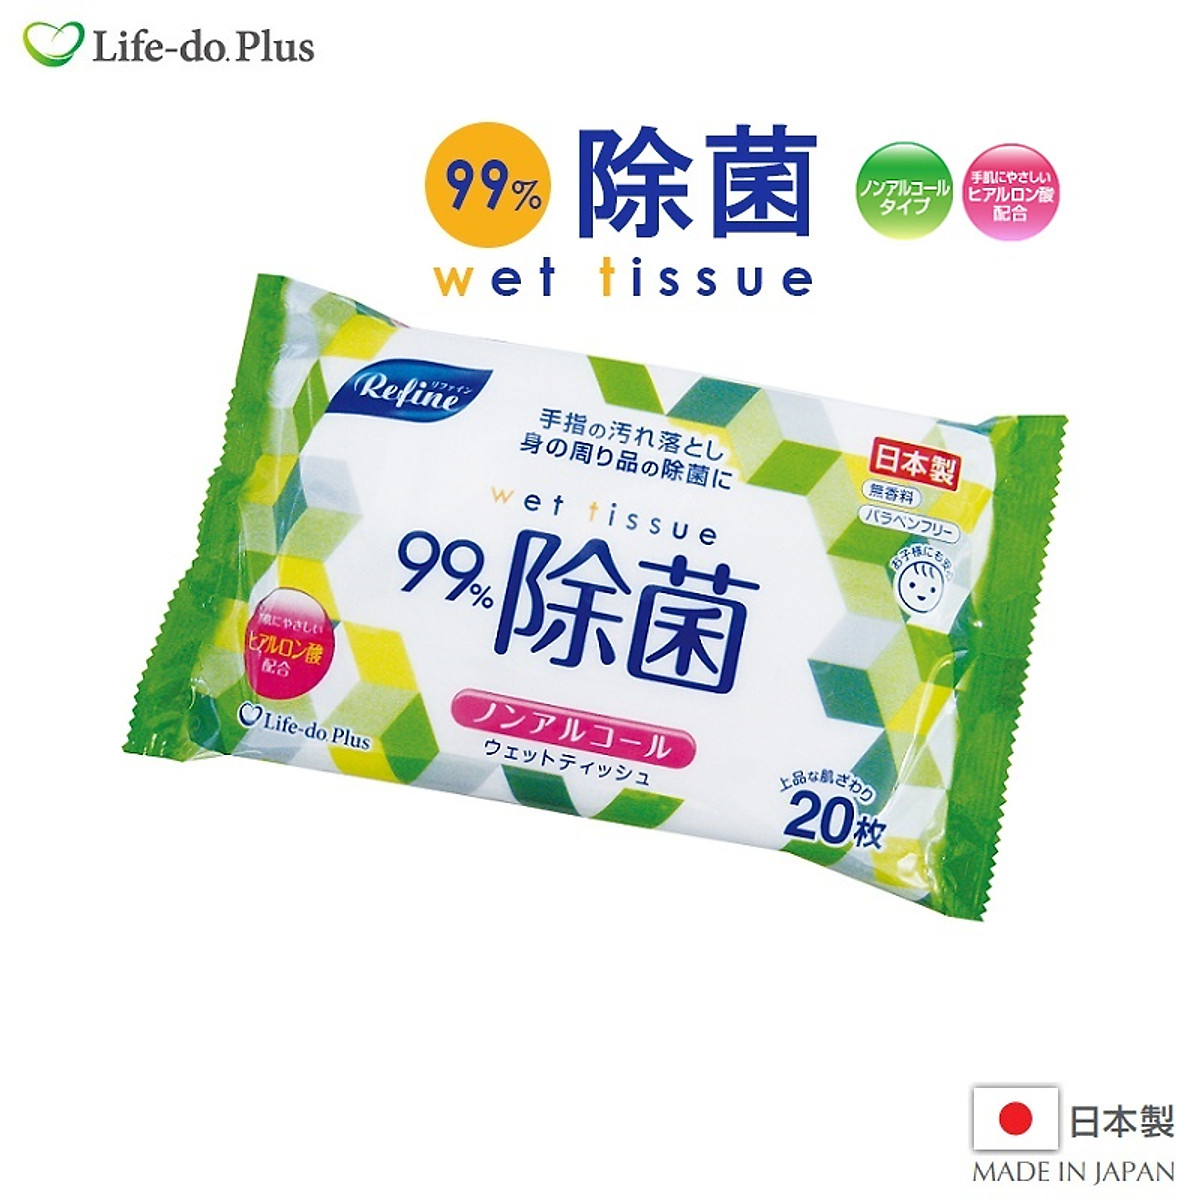 Life-do.Plus
99% 除菌
wet tissue
ノンアルコール
タイプ
手肌にやさしい
ヒアルロン酸
配合
Refine
リファイン
手指の汚れ落とし
身の周り品の除菌に
wet tissue
99% 除菌
ノンアルコール
ウェットティッシュ
日本製
無香料
パラベンフリー
お子様にも安心
手肌にやさしい
ヒアルロン酸
配合
Life-do.Plus
上品な肌ざわり
20枚
日本製
MADE IN JAPAN